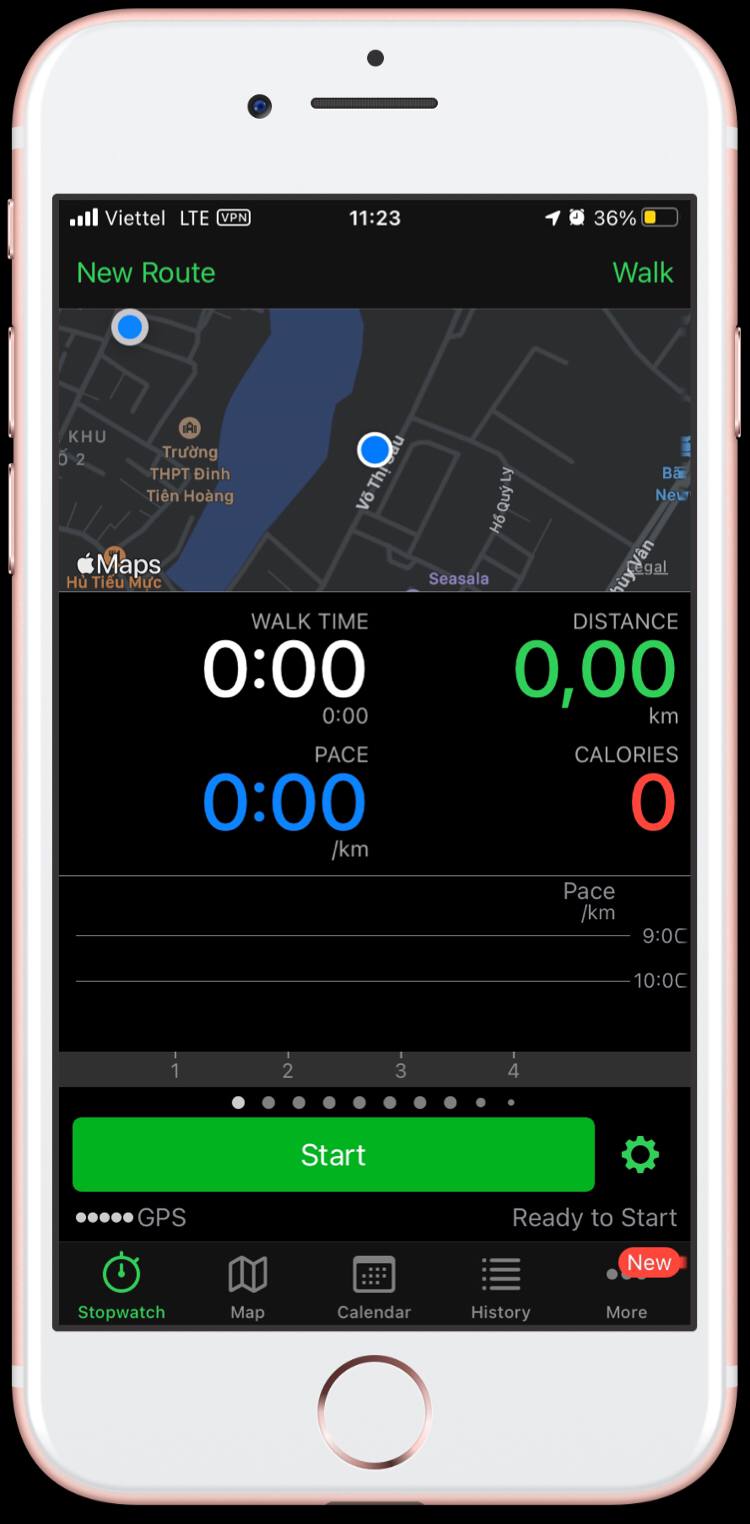 Viettel LTE VPN
11:23
36%
New Route
Walk
KHU
Ố 2
Trường
THPT Đinh
Tiên Hoàng
Võ Thị Sáu
Hồ Quý Ly
Maps
Hủ Tiếu Mực
Seasala
Legal
WALK TIME
0:00
0:00
DISTANCE
0,00
km
PACE
0:00
/km
CALORIES
0
Pace
/km
9:00
10:00
1 2 3 4
Start
GPS
Ready to Start
New
Stopwatch
Map
Calendar
History
More